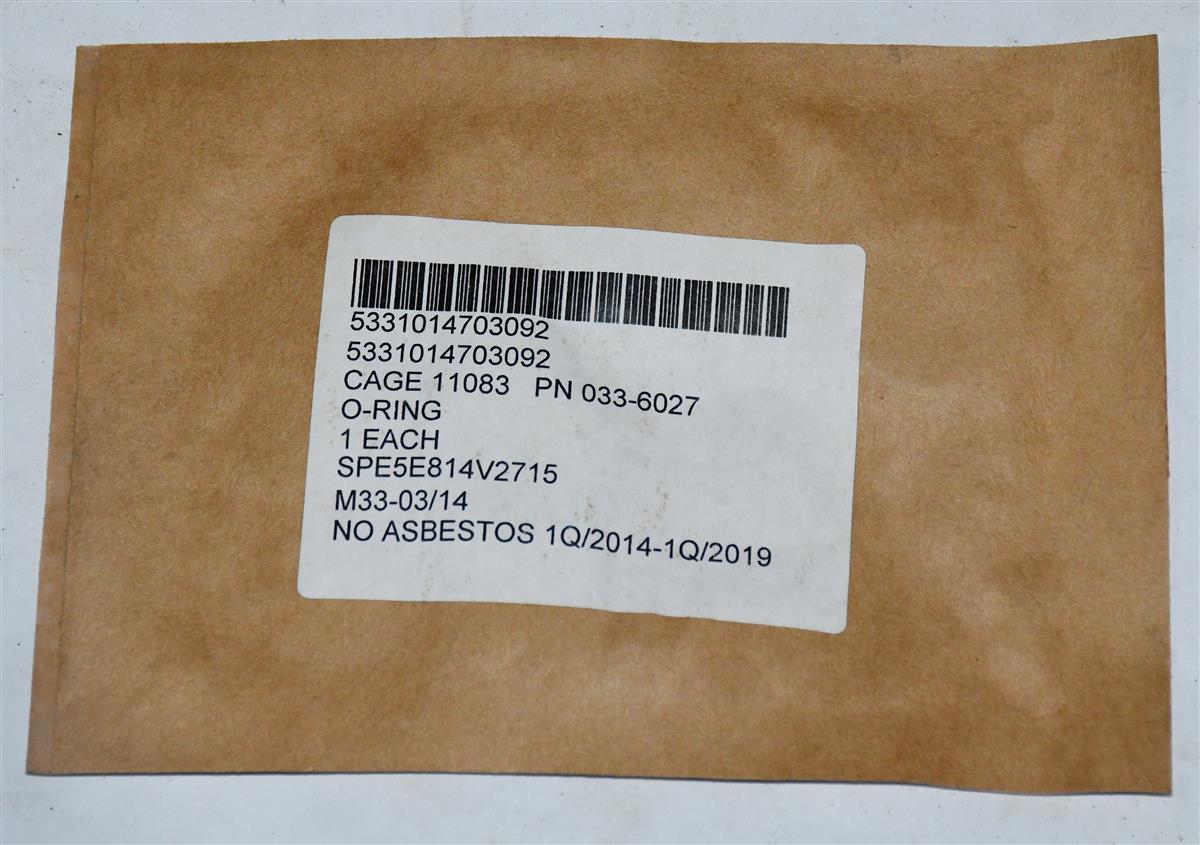 5331014703092
5331014703092
CAGE 11083 PN 033-6027
O-RING
1 EACH
SPE5E814V2715
M33-03/14
NO ASBESTOS 1Q/2014-1Q/2019